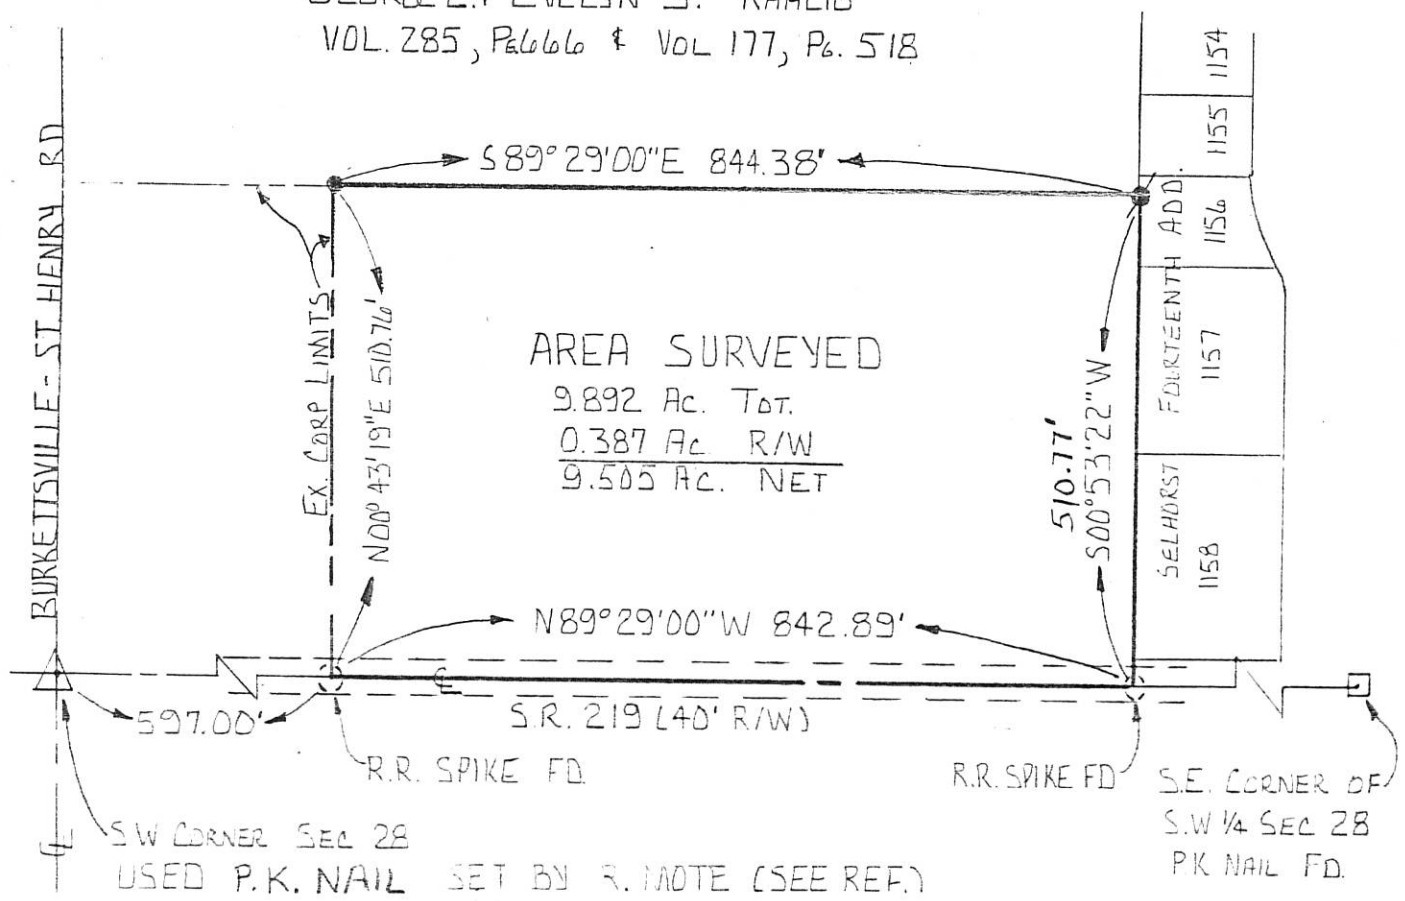 VOL. 285, PG666 & VOL 177, PG. 518
1154
1155
1156
1157
1158
FOURTEENTH ADD.
SELHORST
BURKETTSVILLE - ST. HENRY RD
S 89° 29'00"E 844.38'
EX. CORP LIMITS
N00° 43'19"E 510.76'
AREA SURVEYED
9.892 AC. TOT.
0.387 AC R/W
9.505 AC. NET
510.77'
S00°53'22"W
N89°29'00"W 842.89'
597.00'
S.R. 219 (40' R/W)
R.R. SPIKE FD.
R.R. SPIKE FD
S.E. CORNER OF
S.W ¼ SEC 28
P.K NAIL FD.
S W CORNER SEC 28
USED P.K. NAIL SET BY R. MOTE (SEE REF.)